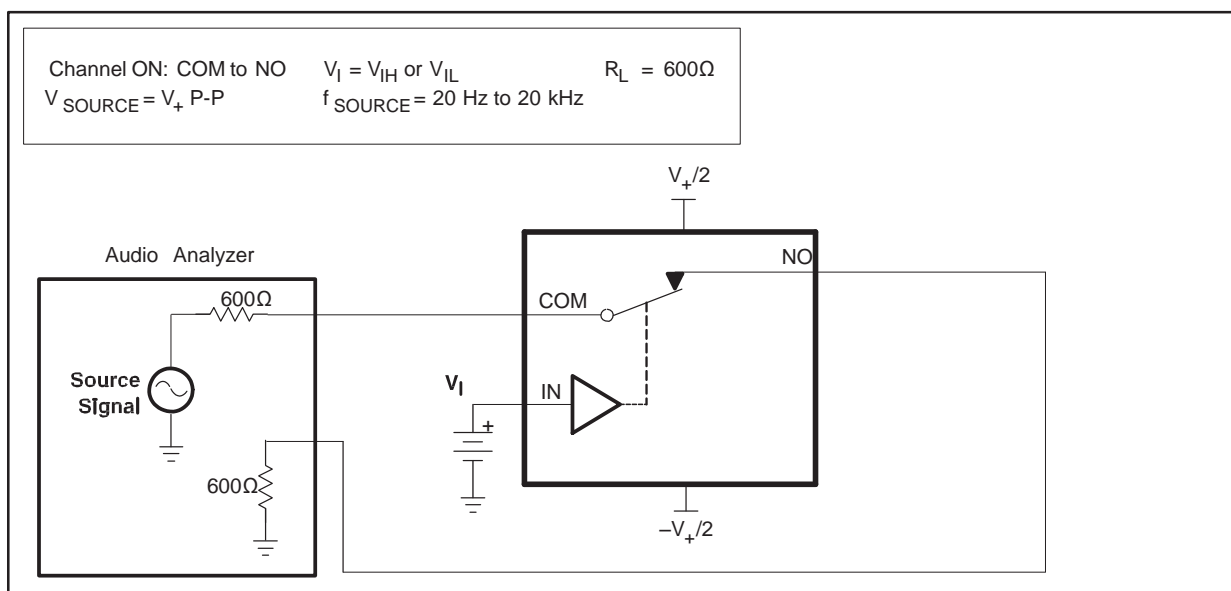 Channel ON: COM to NO V_I = V_IH or V_IL R_L = 600Ω
V_SOURCE = V_+ P-P f_SOURCE = 20 Hz to 20 kHz
V_+/2
Audio Analyzer
NO
600Ω
COM
Source
Signal
V_I
IN
+
600Ω
–V_+/2